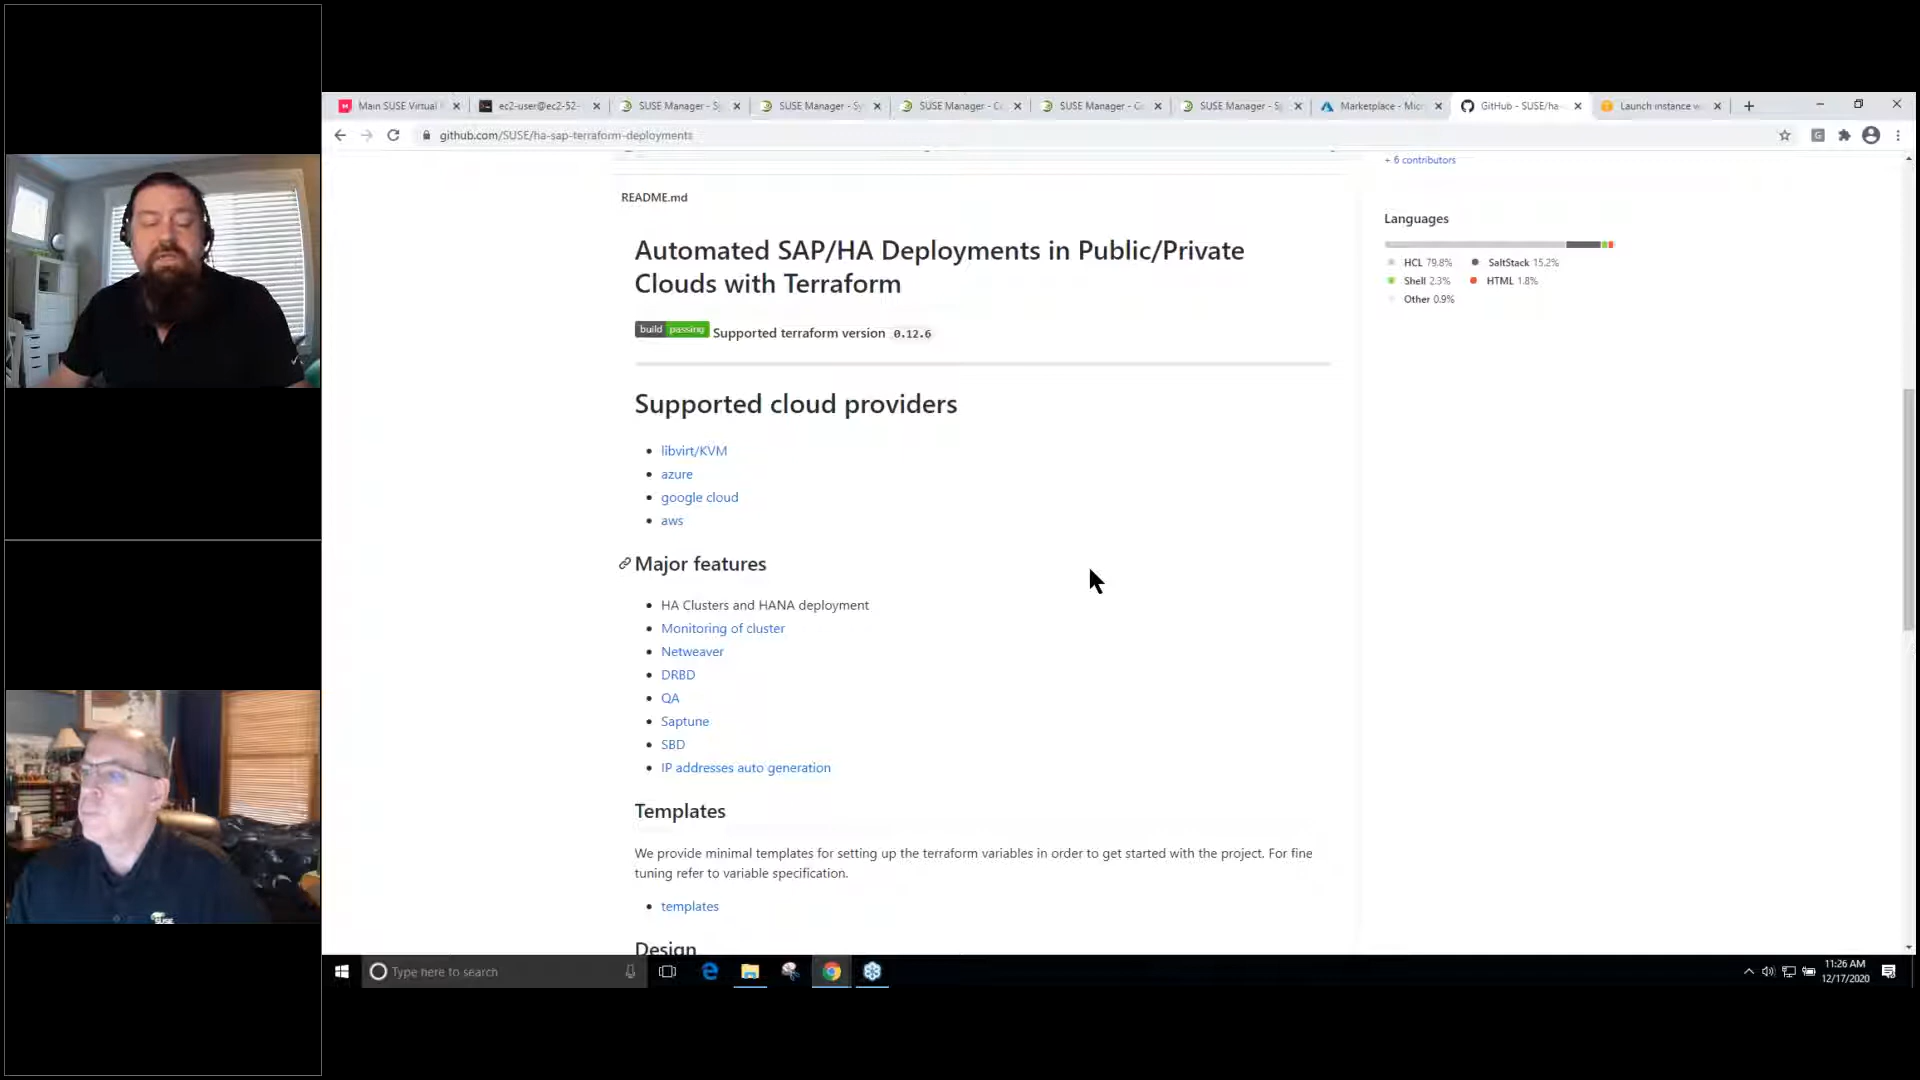 Main SUSE Virtual
ec2-user@ec2-52-
SUSE Manager - S
SUSE Manager - Sy
SUSE Manager - C
SUSE Manager - C
SUSE Manager - S
Marketplace - Micr
GitHub - SUSE/ha-
Launch instance w
github.com/SUSE/ha-sap-terraform-deployments
+ 6 contributors
README.md
Languages
HCL 79.8%
SaltStack 15.2%
Shell 2.3%
HTML 1.8%
Other 0.9%
Automated SAP/HA Deployments in Public/Private
Clouds with Terraform
build passing Supported terraform version 0.12.6
Supported cloud providers
libvirt/KVM
azure
google cloud
aws
Major features
HA Clusters and HANA deployment
Monitoring of cluster
Netweaver
DRBD
QA
Saptune
SBD
IP addresses auto generation
Templates
We provide minimal templates for setting up the terraform variables in order to get started with the project. For fine
tuning refer to variable specification.
templates
Design
SUSE
Type here to search
11:26 AM
12/17/2020